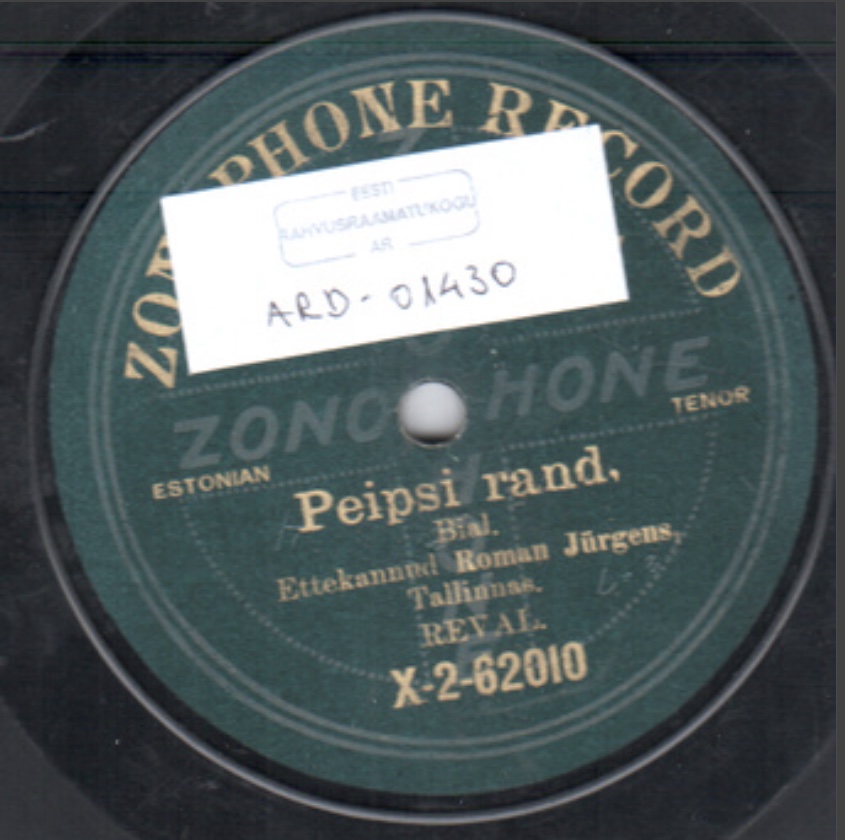 ZONOPHONE RECORD
EESTI
RAHVUSRAAMATUKOGU
AR
ARD-01430
ZONOPHONE
TENOR
ESTONIAN
Peipsi rand,
Bial.
Ettekannud Roman Jürgens,
Tallinnas.
REVAL.
X-2-62010